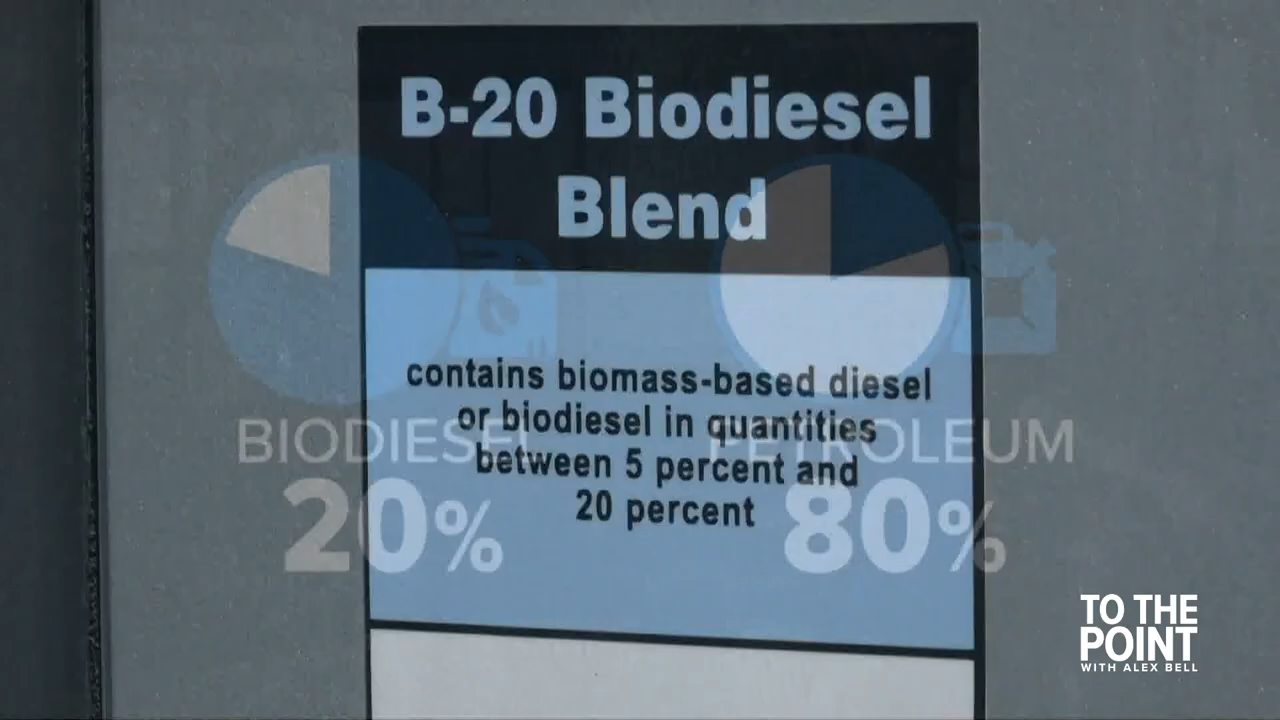 B-20 Biodiesel
Blend
contains biomass-based diesel
or biodiesel in quantities
between 5 percent and
20 percent
BIODIESEL
20%
PETROLEUM
80%
TO THE
POINT
WITH ALEX BELL